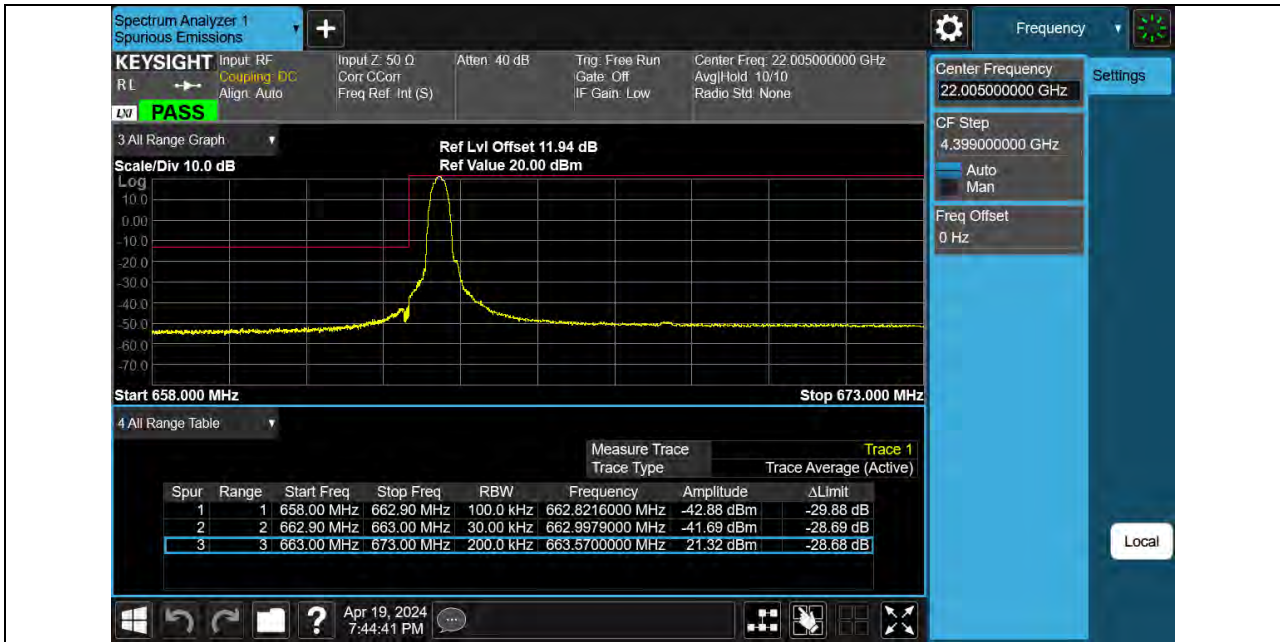 Spectrum Analyzer 1
Spurious Emissions
Frequency
KEYSIGHT
RL
LXI PASS
Input: RF
Coupling: DC
Align: Auto
Input Z: 50 Ω
Corr CCorr
Freq Ref: Int (S)
Atten: 40 dB
Trig: Free Run
Gate: Off
IF Gain: Low
Center Freq: 22.005000000 GHz
Avg|Hold: 10/10
Radio Std: None
Center Frequency
22.005000000 GHz
Settings
CF Step
4.399000000 GHz
Auto
Man
Freq Offset
0 Hz
3 All Range Graph
Ref Lvl Offset 11.94 dB
Scale/Div 10.0 dB
Ref Value 20.00 dBm
Log
10.0
0.00
-10.0
-20.0
-30.0
-40.0
-50.0
-60.0
-70.0
Start 658.000 MHz Stop 673.000 MHz
4 All Range Table
Measure Trace Trace 1
Trace Type Trace Average (Active)
Spur Range Start Freq Stop Freq RBW Frequency Amplitude ΔLimit
1 1 658.00 MHz 662.90 MHz 100.0 kHz 662.8216000 MHz -42.88 dBm -29.88 dB
2 2 662.90 MHz 663.00 MHz 30.00 kHz 662.9979000 MHz -41.69 dBm -28.69 dB
3 3 663.00 MHz 673.00 MHz 200.0 kHz 663.5700000 MHz 21.32 dBm -28.68 dB
Local
Apr 19, 2024
7:44:41 PM